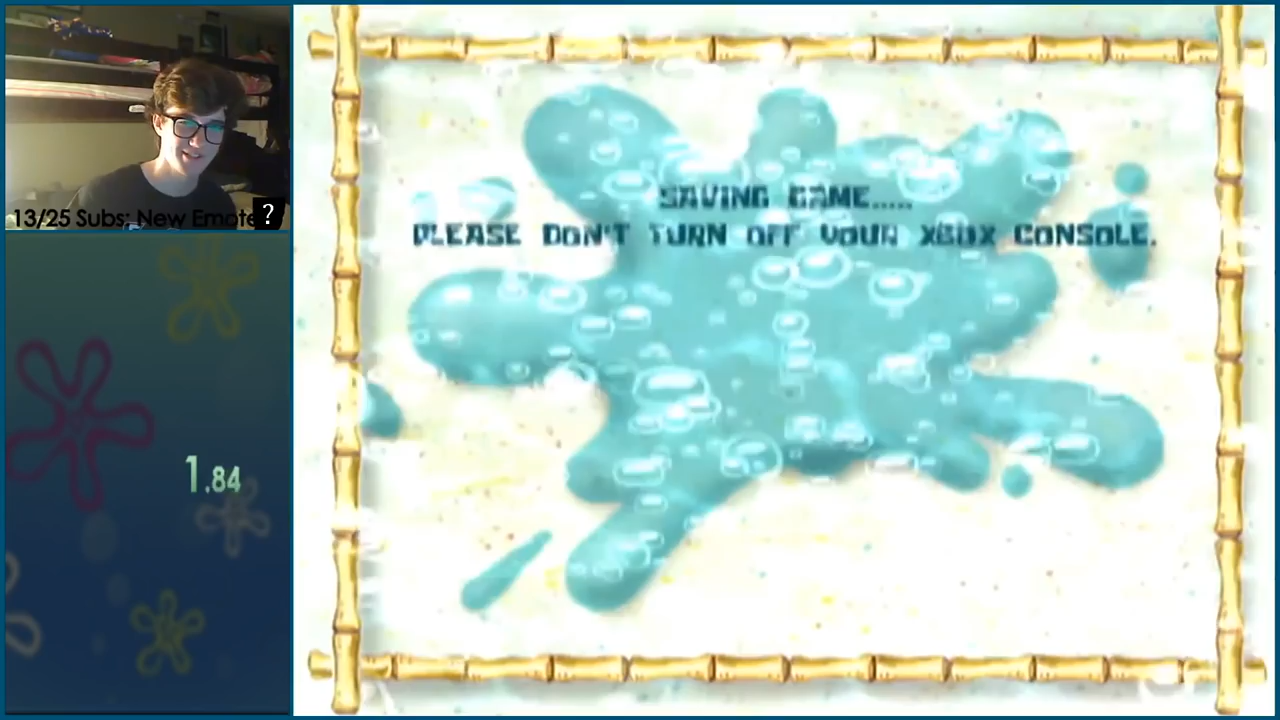 SAVING GAME.....
PLEASE DON'T TURN OFF YOUR XBOX CONSOLE.
13/25 Subs: New Emote
?
1.84